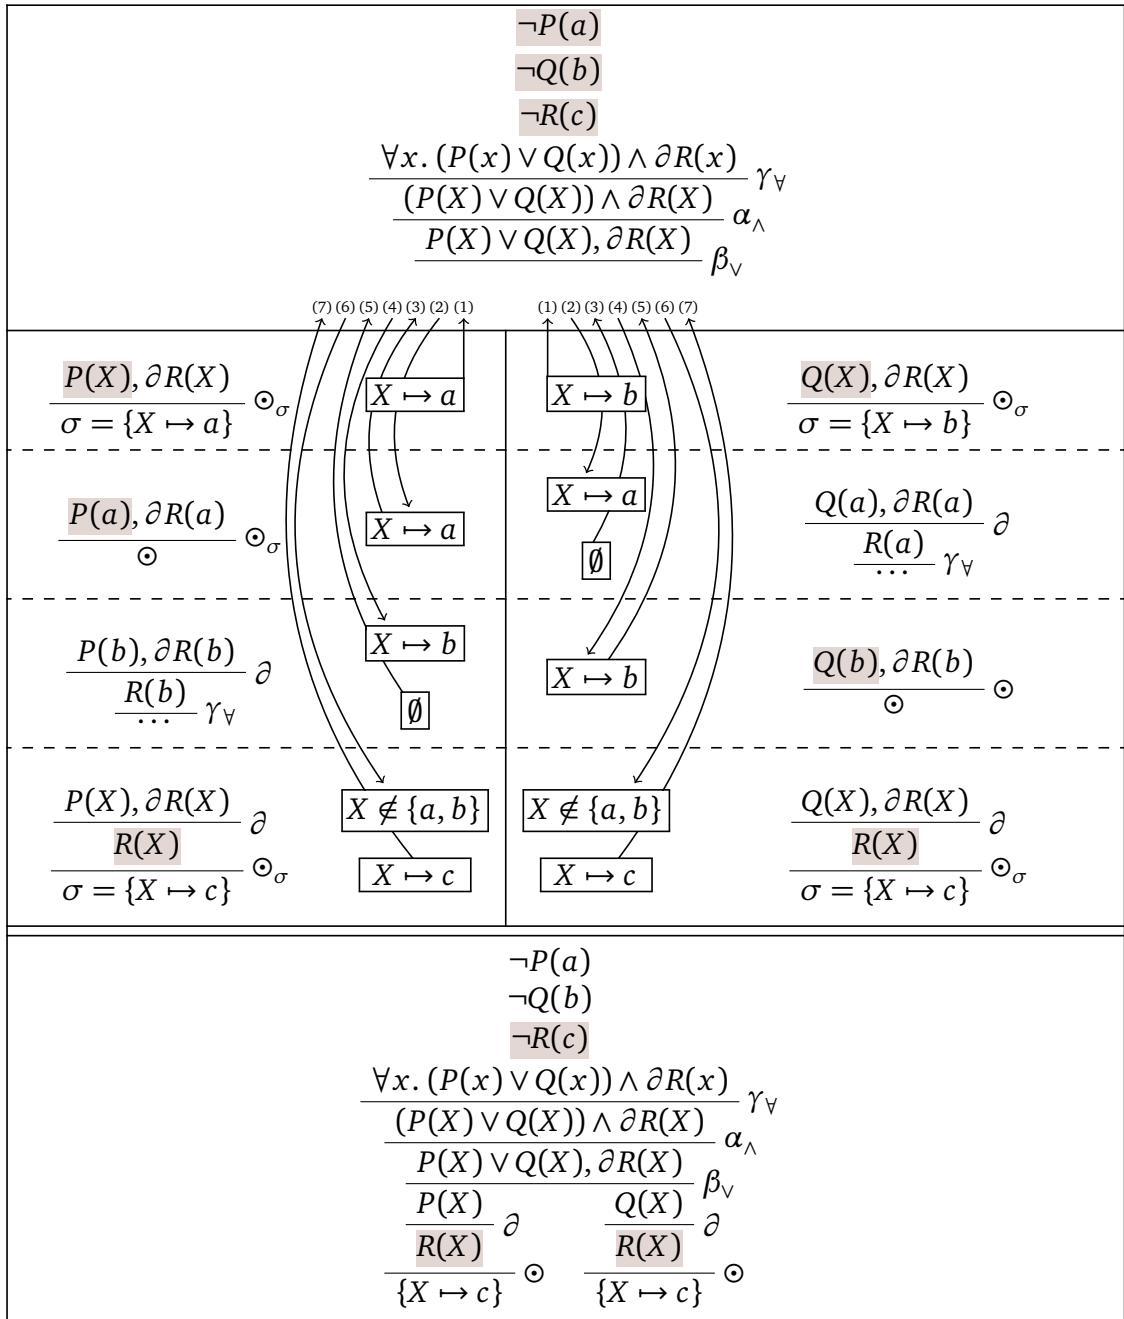 ¬P(a)
¬Q(b)
¬R(c)
∀x. (P(x) ∨ Q(x)) ∧ ∂R(x) γ∀
(P(X) ∨ Q(X)) ∧ ∂R(X) α∧
P(X) ∨ Q(X), ∂R(X) β∨
(7) (6) (5) (4) (3) (2) (1)
(1) (2) (3) (4) (5) (6) (7)
P(X), ∂R(X)
σ = {X ↦ a} ⊙σ
X ↦ a
X ↦ b
Q(X), ∂R(X)
σ = {X ↦ b} ⊙σ
P(a), ∂R(a)
⊙ ⊙σ
X ↦ a
X ↦ a
∅
Q(a), ∂R(a) ∂
R(a) γ∀
...
P(b), ∂R(b) ∂
R(b) γ∀
...
X ↦ b
∅
X ↦ b
Q(b), ∂R(b)
⊙ ⊙
P(X), ∂R(X) ∂
R(X)
σ = {X ↦ c} ⊙σ
X ∉ {a, b}
X ↦ c
X ∉ {a, b}
X ↦ c
Q(X), ∂R(X) ∂
R(X)
σ = {X ↦ c} ⊙σ
¬P(a)
¬Q(b)
¬R(c)
∀x. (P(x) ∨ Q(x)) ∧ ∂R(x) γ∀
(P(X) ∨ Q(X)) ∧ ∂R(X) α∧
P(X) ∨ Q(X), ∂R(X) β∨
P(X) ∂ Q(X) ∂
R(X) R(X)
{X ↦ c} ⊙ {X ↦ c} ⊙